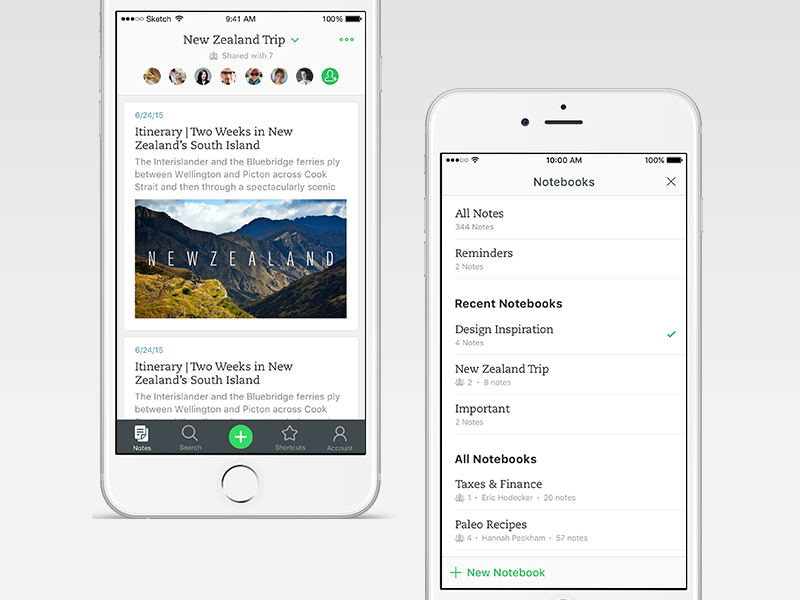 Sketch 9:41 AM 100%
New Zealand Trip
Shared with 7
6/24/15
Itinerary | Two Weeks in New
Zealand's South Island
The Interislander and the Bluebridge ferries ply
between Wellington and Picton across Cook
Strait and then through a spectacularly scenic
NEWZEALAND
6/24/15
Itinerary | Two Weeks in New
Zealand's South Island
The Interislander and the Bluebridge ferries ply
between Wellington and Picton across Cook
Notes Search Shortcuts Account
10:00 AM 100%
Notebooks
All Notes
344 Notes
Reminders
2 Notes
Recent Notebooks
Design Inspiration
4 Notes
New Zealand Trip
2 • 8 notes
Important
2 Notes
All Notebooks
Taxes & Finance
1 • Eric Hodecker • 20 notes
Paleo Recipes
4 • Hannah Peckham • 57 notes
+ New Notebook